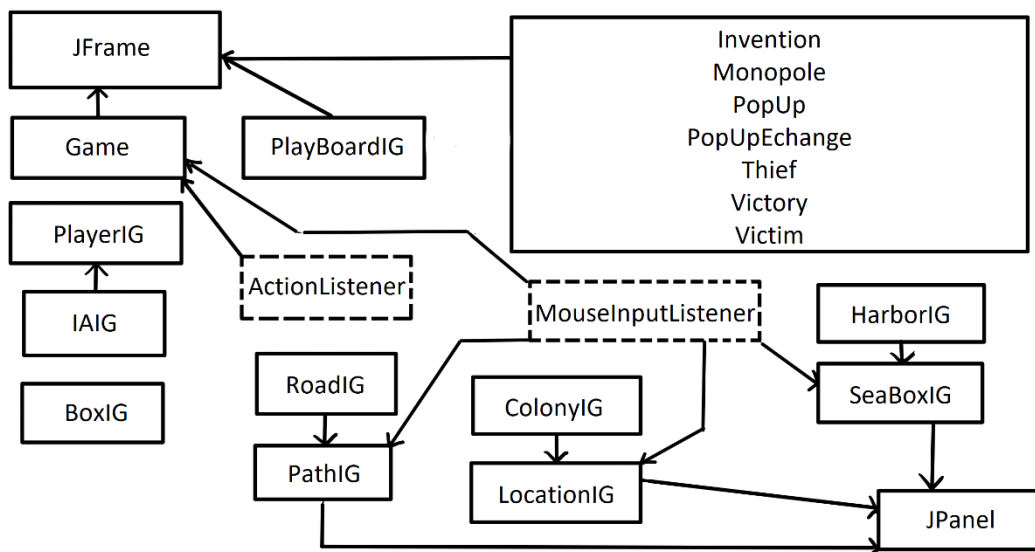 JFrame
Invention
Monopole
PopUp
PopUpEchange
Thief
Victory
Victim
Game
PlayBoardIG
PlayerIG
ActionListener
MouseInputListener
HarborIG
IAIG
RoadIG
ColonyIG
SeaBoxIG
BoxIG
PathIG
LocationIG
JPanel